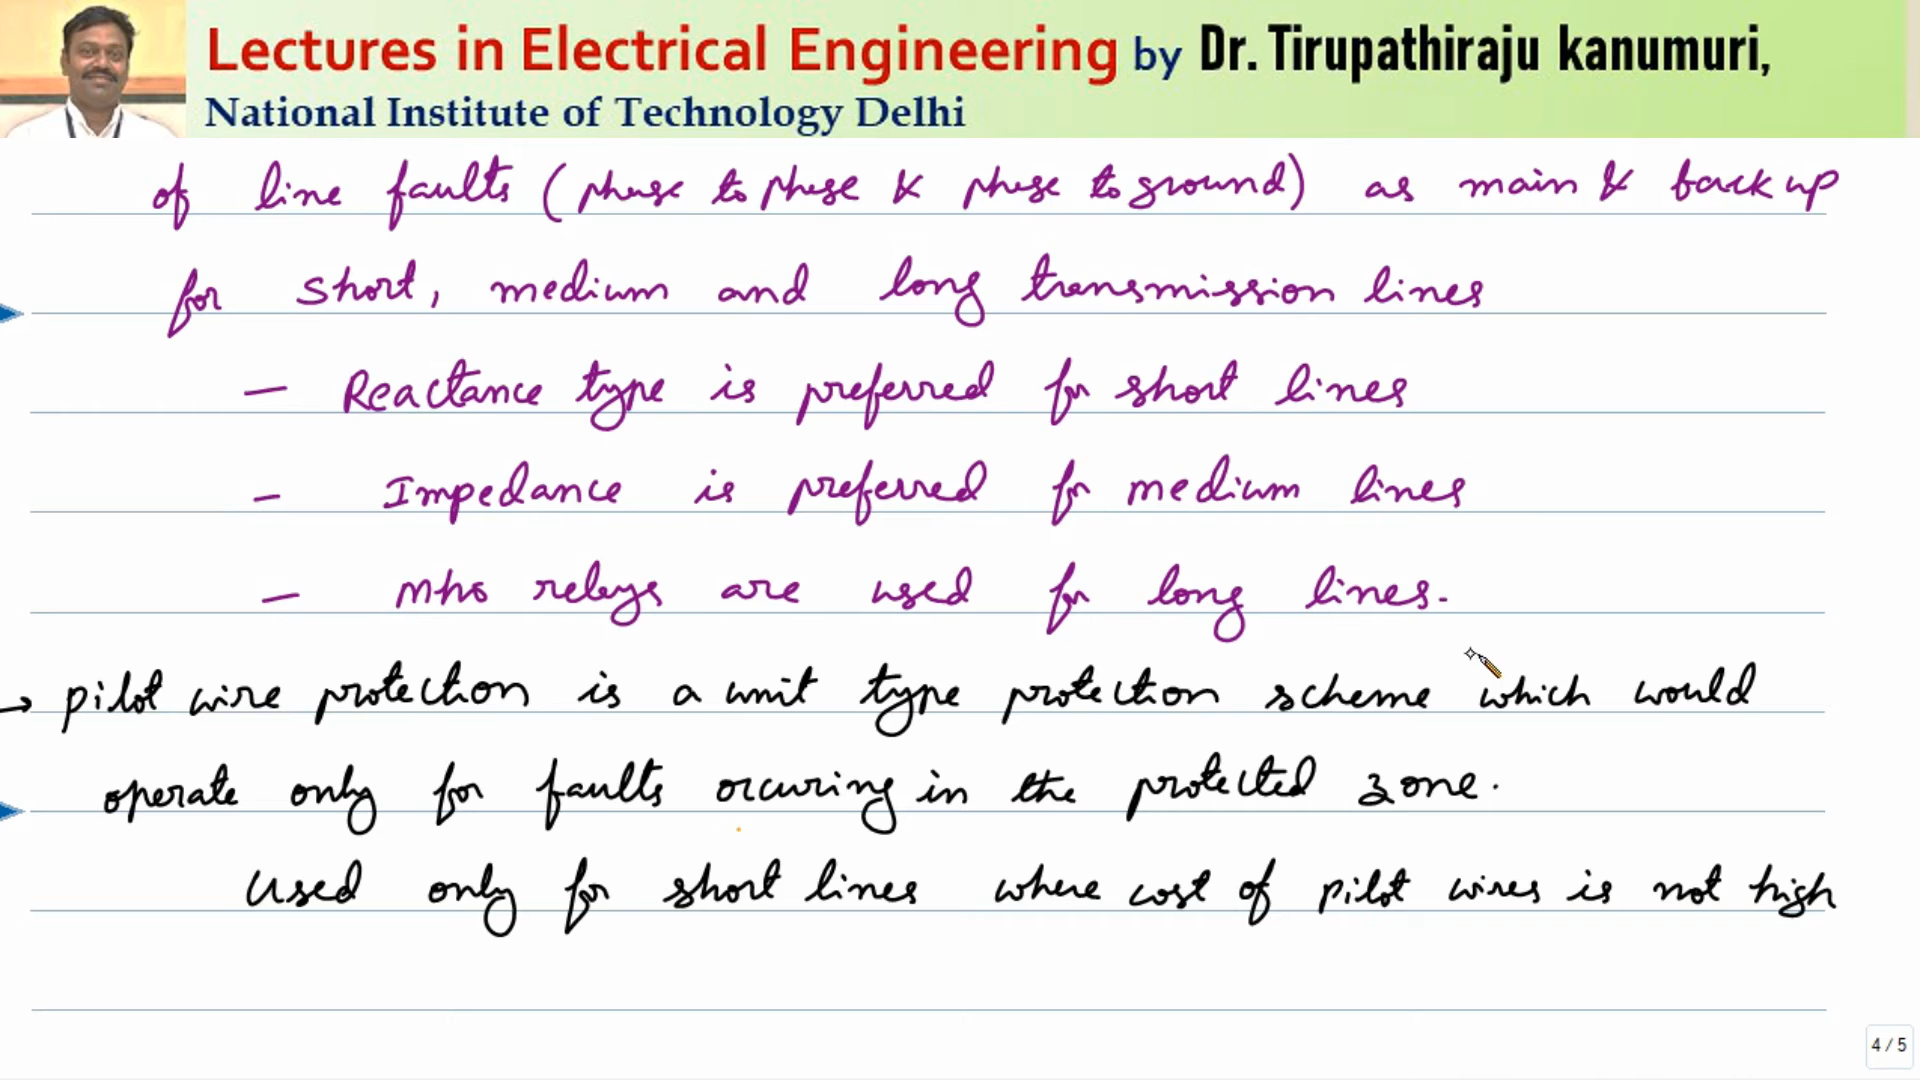 Lectures in Electrical Engineering by Dr. Tirupathiraju kanumuri,
National Institute of Technology Delhi
of line faults (phase to phase & phase to ground) as main & back up
for short, medium and long transmission lines
— Reactance type is preferred for short lines
- Impedance is preferred for medium lines
— Mho relays are used for long lines.
→ pilot wire protection is a unit type protection scheme which would
operate only for faults occuring in the protected zone.
Used only for short lines where cost of pilot wires is not high
4 / 5